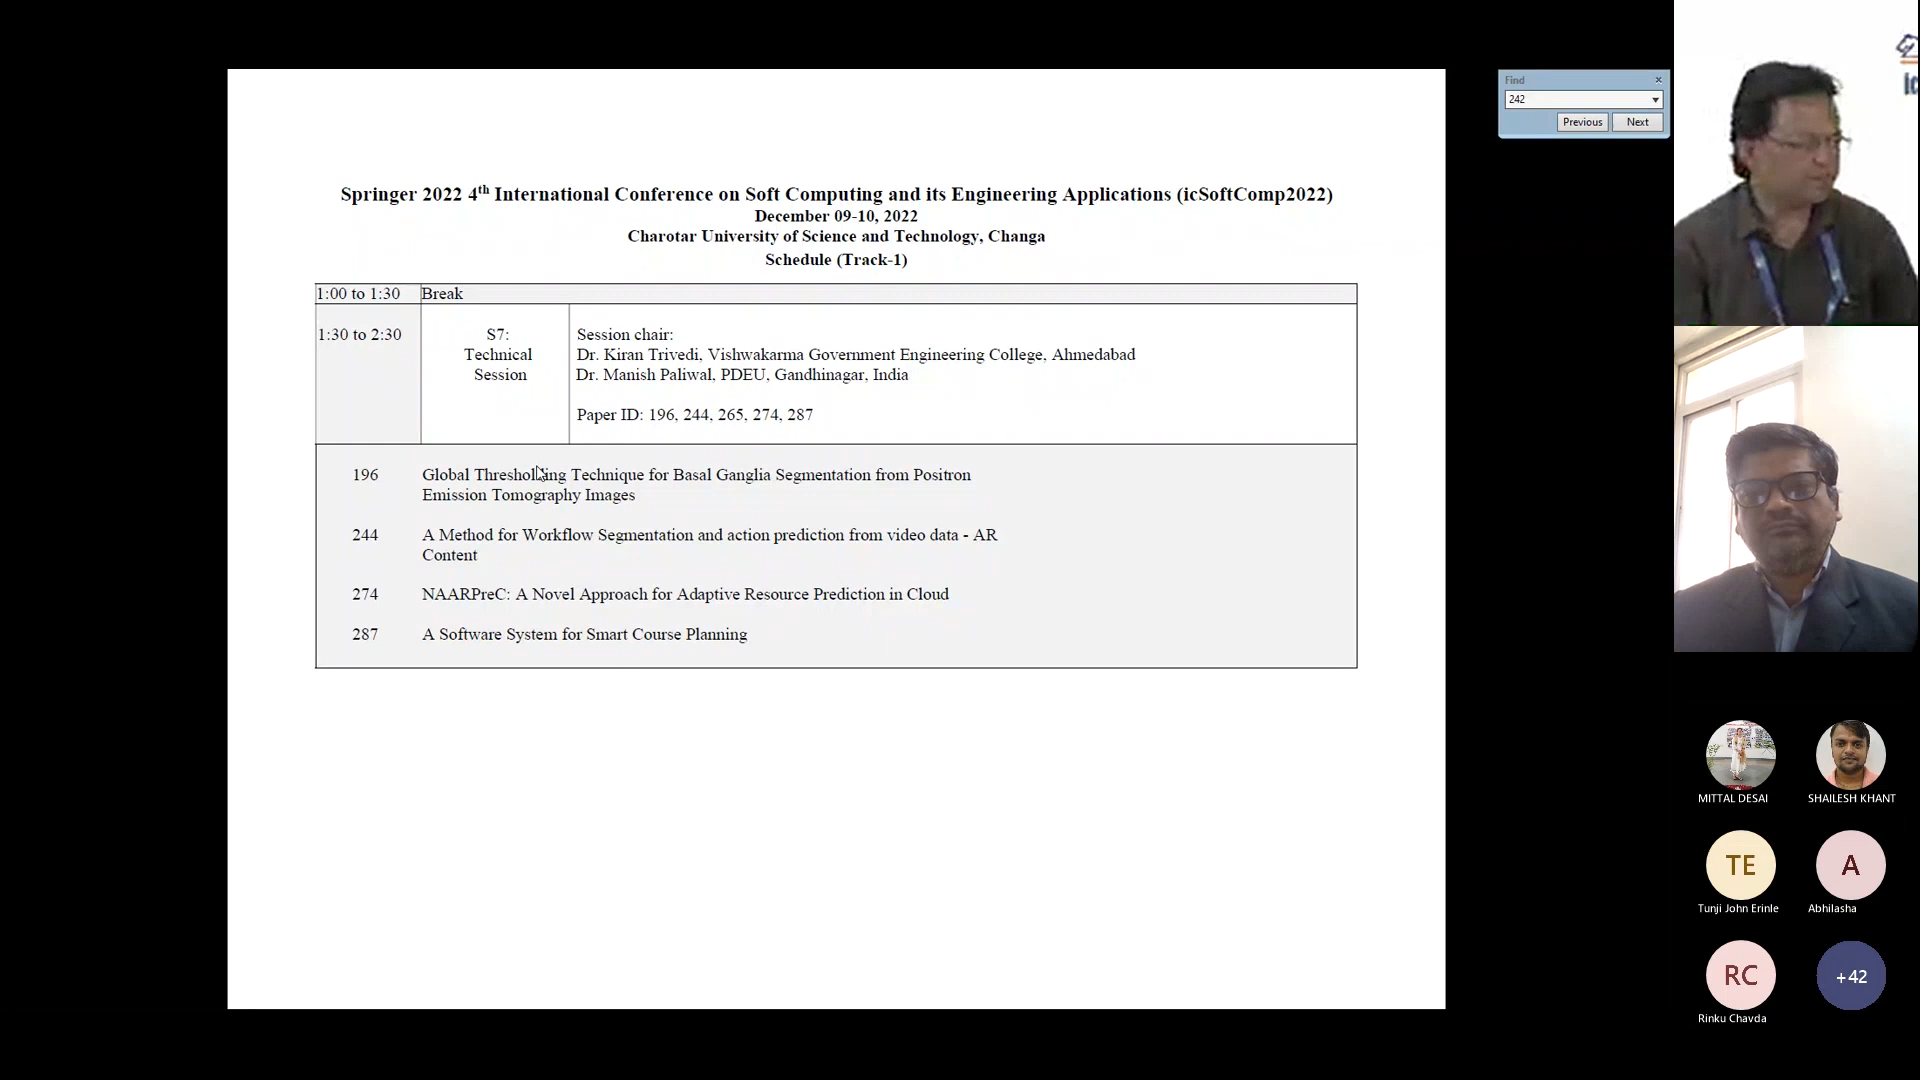 Springer 2022 4th International Conference on Soft Computing and its Engineering Applications (icSoftComp2022)
December 09-10, 2022
Charotar University of Science and Technology, Changa
Schedule (Track-1)
1:00 to 1:30 Break
1:30 to 2:30
S7:
Technical
Session
Session chair:
Dr. Kiran Trivedi, Vishwakarma Government Engineering College, Ahmedabad
Dr. Manish Paliwal, PDEU, Gandhinagar, India
Paper ID: 196, 244, 265, 274, 287
196 Global Thresholding Technique for Basal Ganglia Segmentation from Positron
Emission Tomography Images
244 A Method for Workflow Segmentation and action prediction from video data - AR
Content
274 NAARPreC: A Novel Approach for Adaptive Resource Prediction in Cloud
287 A Software System for Smart Course Planning
Find
242
Previous Next
ic
MITTAL DESAI
SHAILESH KHANT
TE
Tunji John Erinle
A
Abhilasha
RC
Rinku Chavda
+42